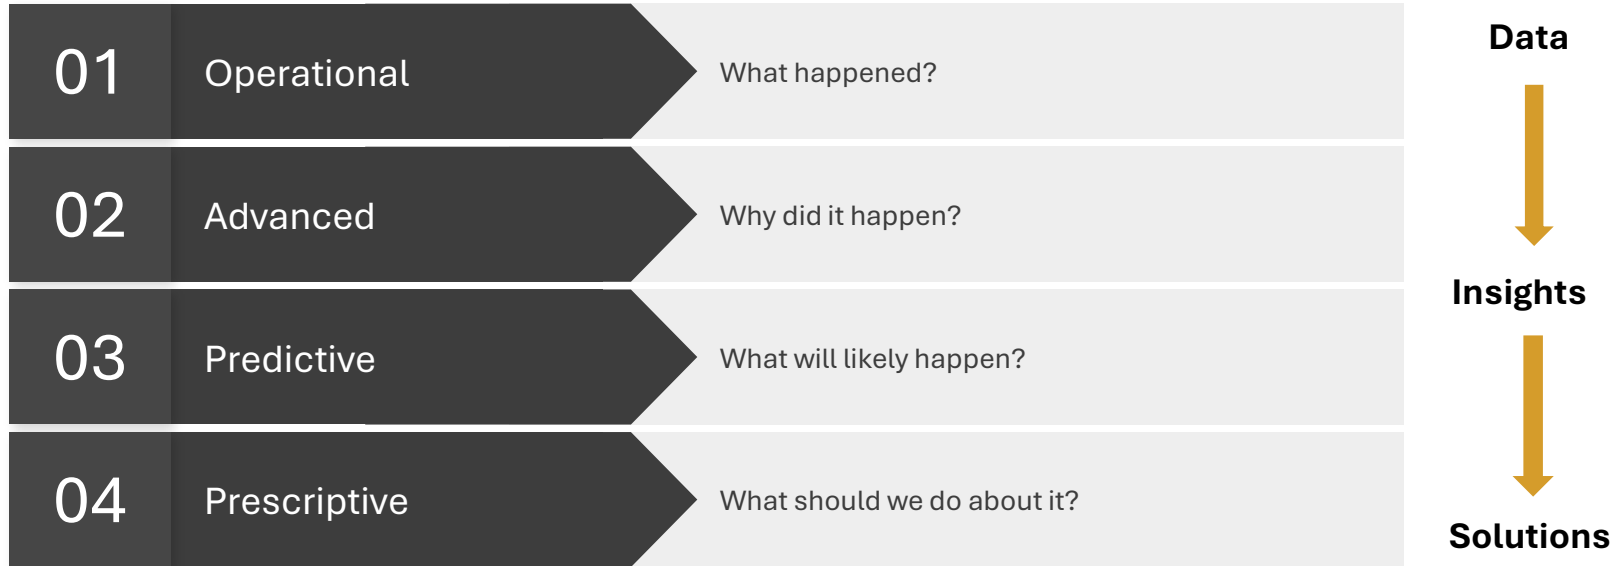 01
Operational
What happened?
02
Advanced
Why did it happen?
03
Predictive
What will likely happen?
04
Prescriptive
What should we do about it?
Data
Insights
Solutions